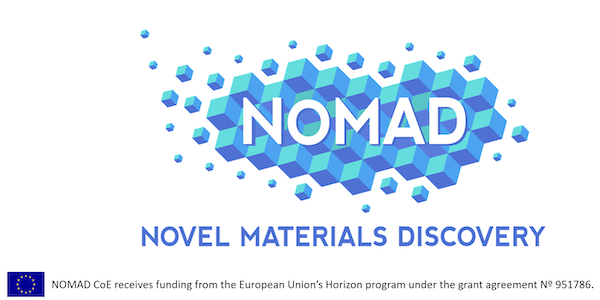 NOMAD
NOVEL MATERIALS DISCOVERY
NOMAD CoE receives funding from the European Union’s Horizon program under the grant agreement Nº 951786.